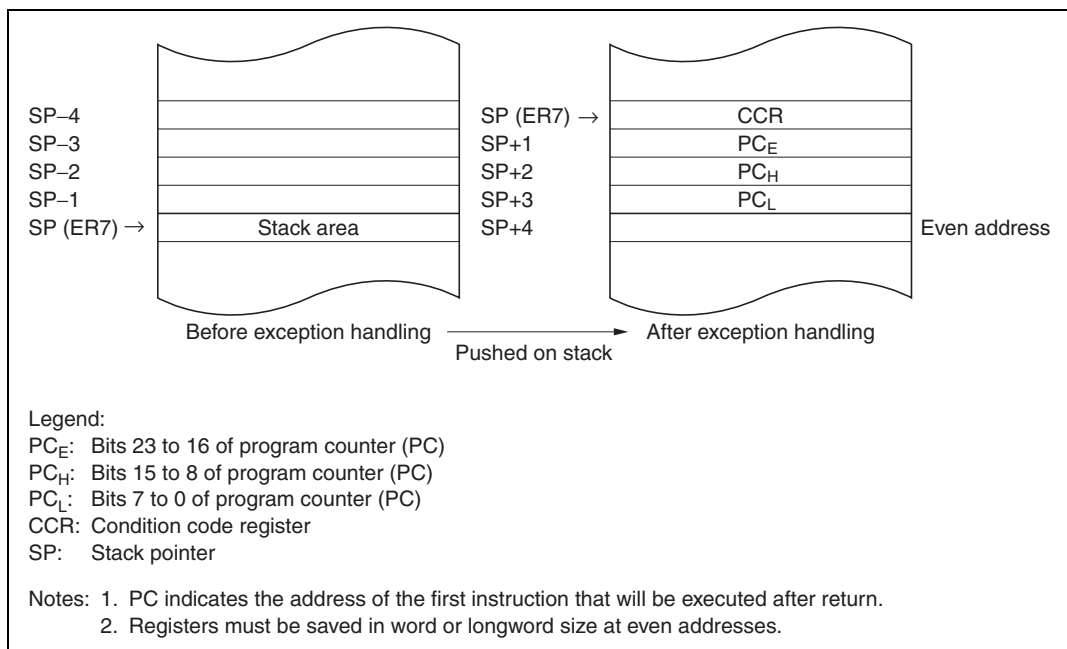 SP–4 SP (ER7) → CCR
SP–3 SP+1 PCE
SP–2 SP+2 PCH
SP–1 SP+3 PCL
SP (ER7) → Stack area SP+4 Even address
Before exception handling After exception handling
Pushed on stack
Legend:
PCE: Bits 23 to 16 of program counter (PC)
PCH: Bits 15 to 8 of program counter (PC)
PCL: Bits 7 to 0 of program counter (PC)
CCR: Condition code register
SP: Stack pointer
Notes: 1. PC indicates the address of the first instruction that will be executed after return.
2. Registers must be saved in word or longword size at even addresses.